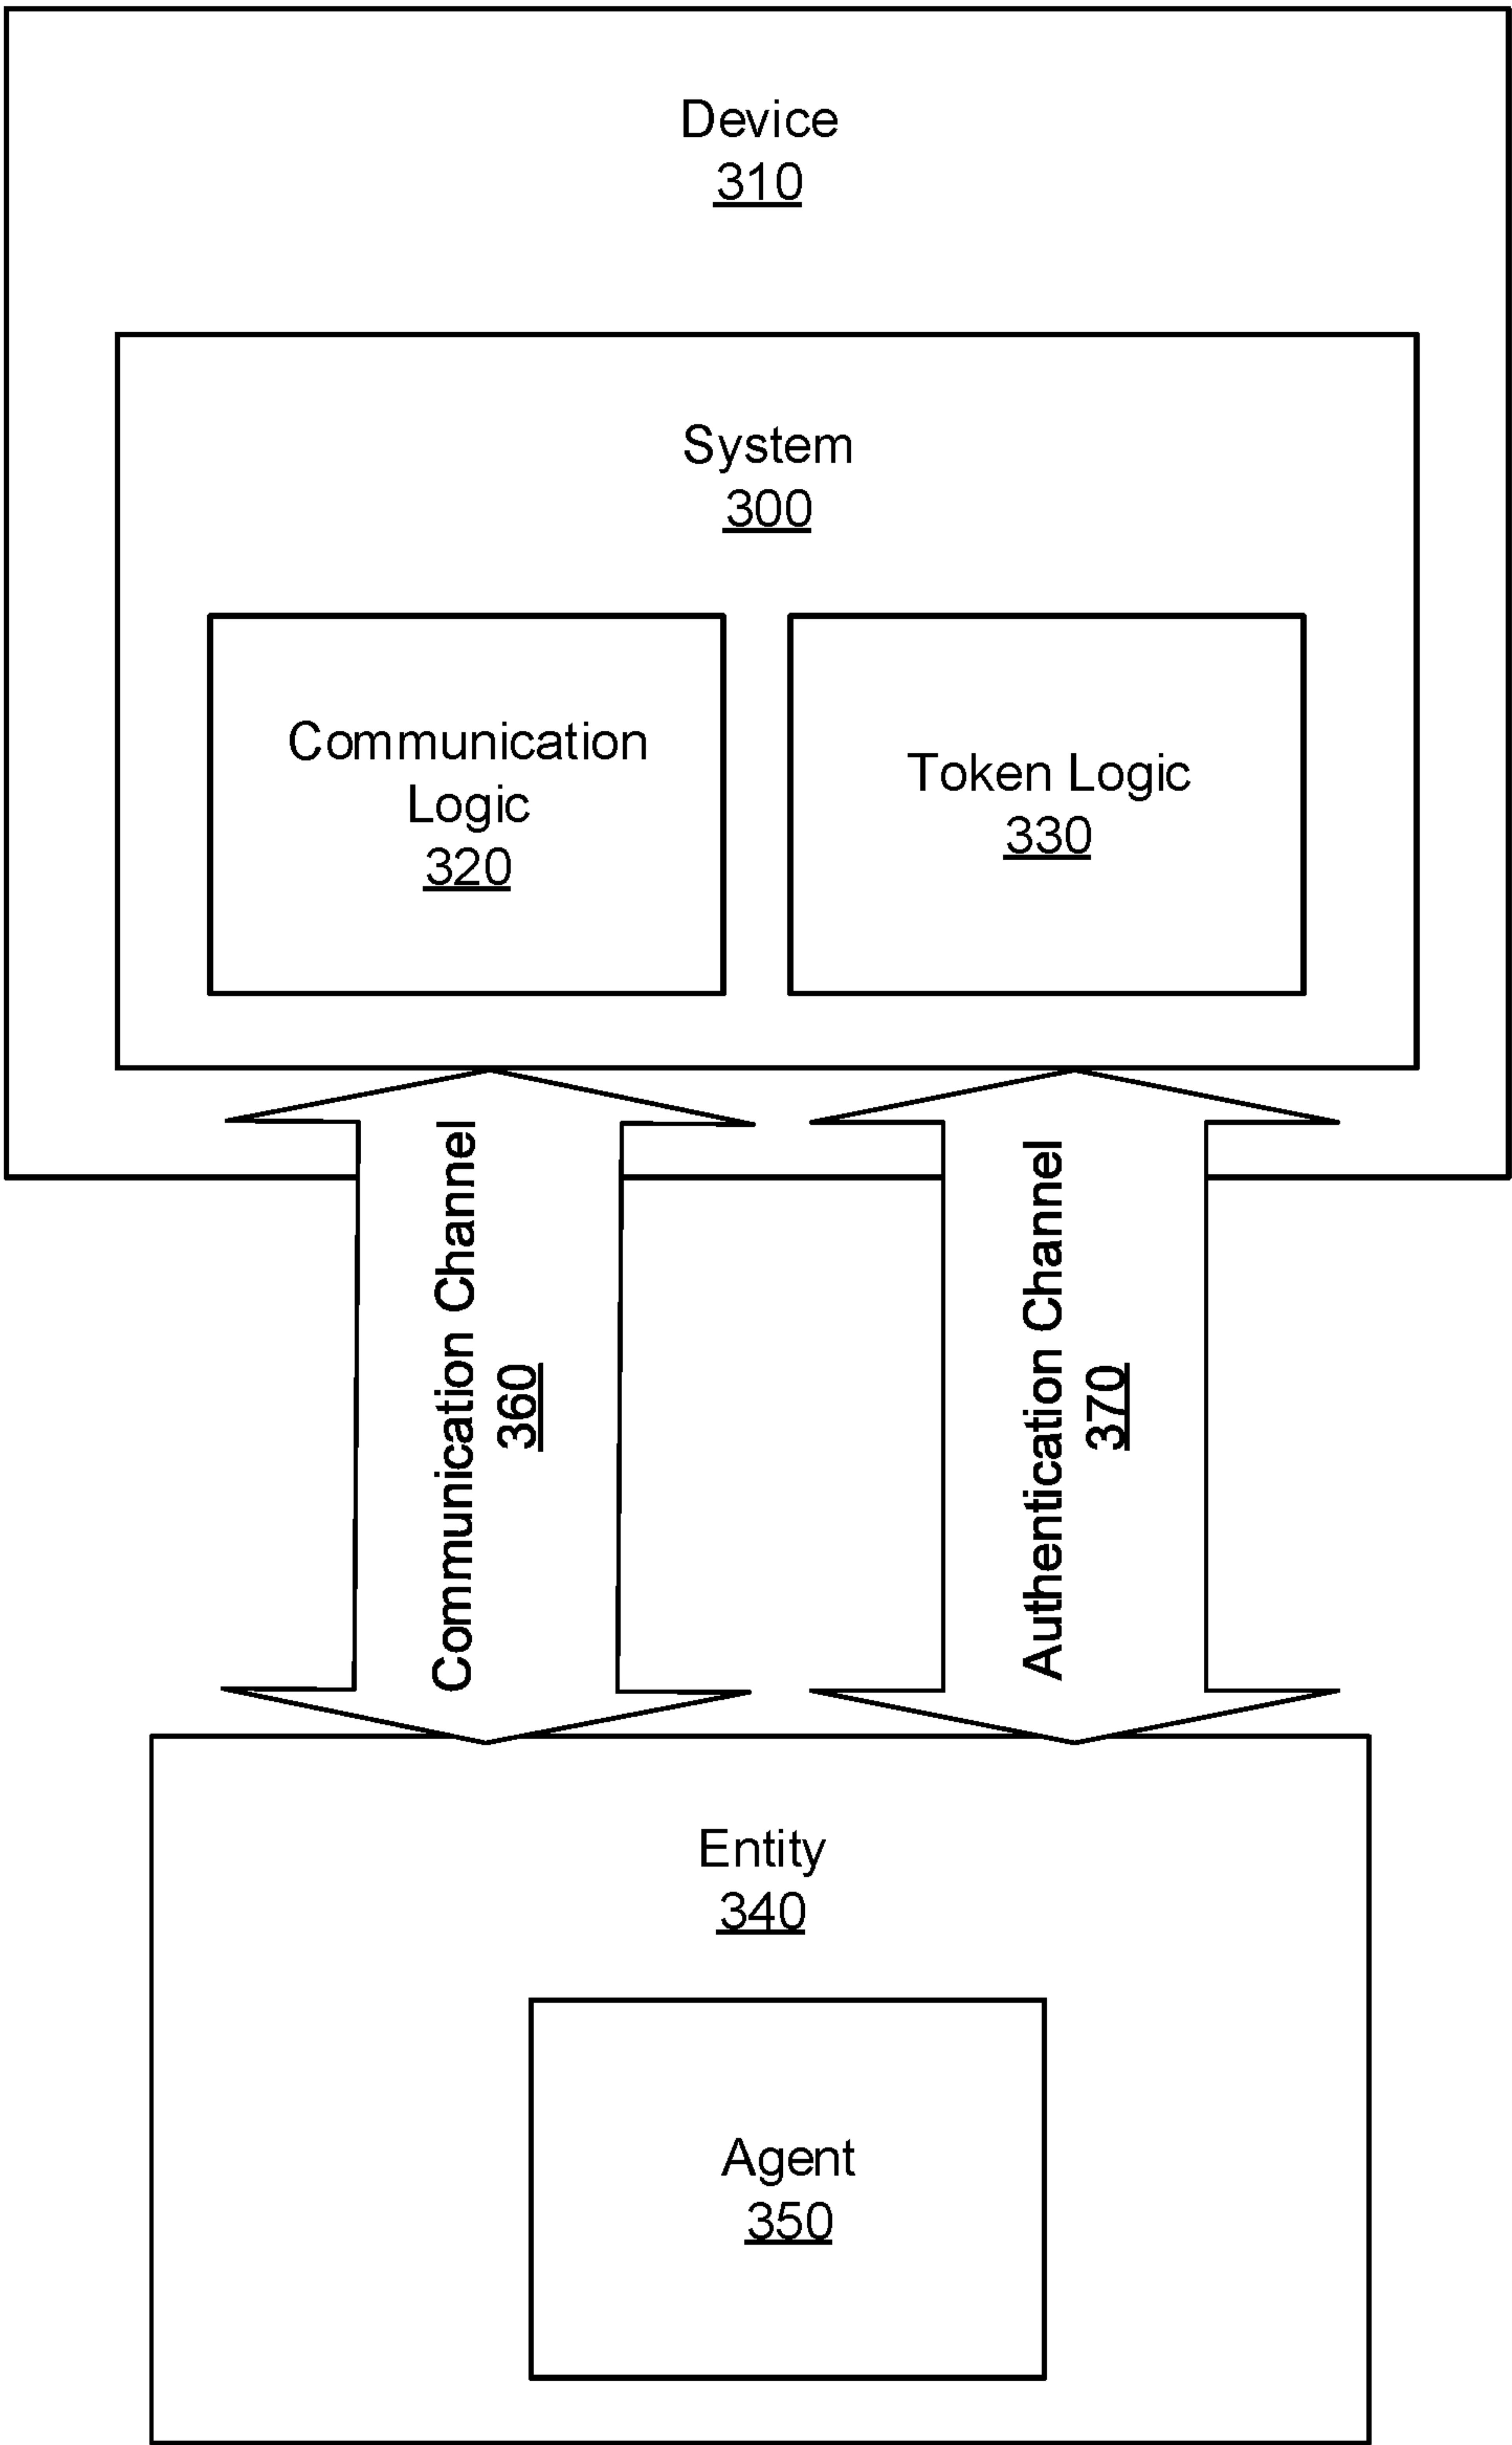 Device
310
System
300
Communication
Logic
320
Token Logic
330
Communication Channel
360
Authentication Channel
370
Entity
340
Agent
350